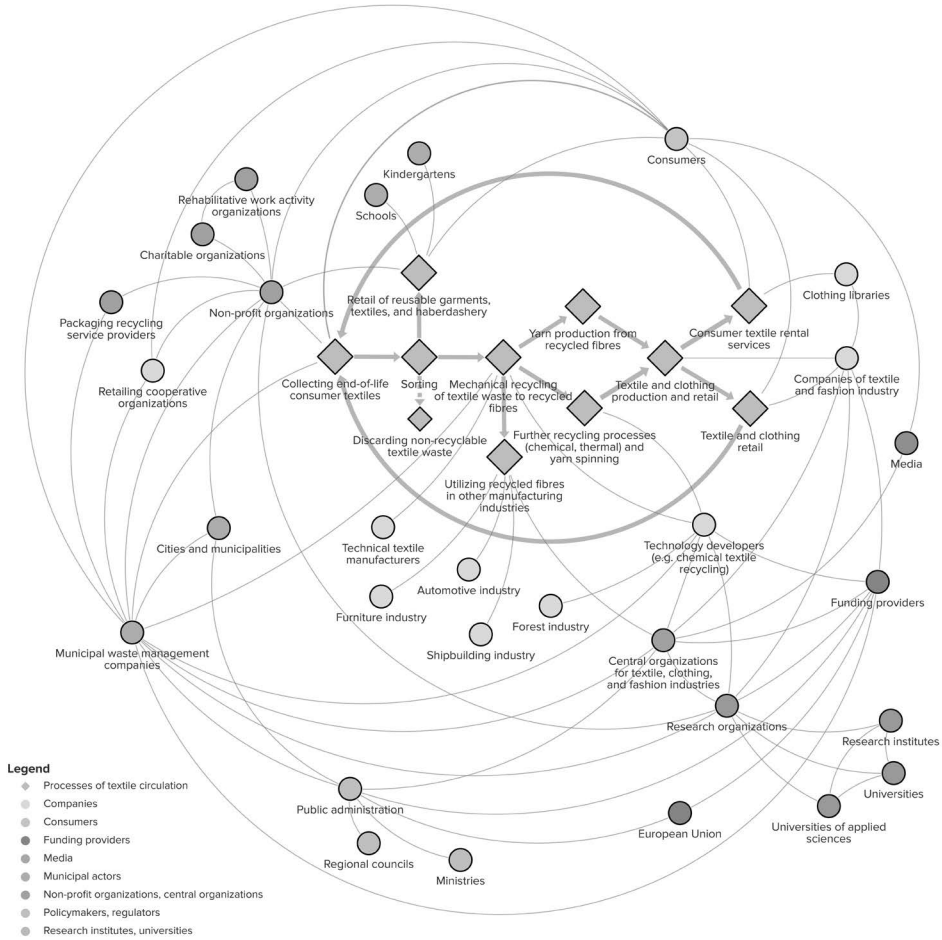 Consumers
Kindergartens
Rehabilitative work activity
organizations
Schools
Charitable organizations
Clothing libraries
Retail of reusable garments,
textiles, and haberdashery
Non-profit organizations
Packaging recycling
service providers
Yarn production from
recycled fibres
Consumer textile rental
services
Retailing cooperative
organizations
Collecting end-of-life
consumer textiles
Sorting
Mechanical recycling
of textile waste to recycled
fibres
Textile and clothing
production and retail
Companies of textile
and fashion industry
Discarding non-recyclable
textile waste
Further recycling processes
(chemical, thermal) and
yarn spinning
Textile and clothing
retail
Media
Utilizing recycled fibres
in other manufacturing
industries
Cities and municipalities
Technical textile
manufacturers
Technology developers
(e.g. chemical textile
recycling)
Automotive industry
Funding providers
Furniture industry
Forest industry
Municipal waste management
companies
Shipbuilding industry
Central organizations
for textile, clothing,
and fashion industries
Research organizations
Research institutes
Universities
Public administration
European Union
Universities of applied
sciences
Regional councils
Ministries
Legend
Processes of textile circulation
Companies
Consumers
Funding providers
Media
Municipal actors
Non-profit organizations, central organizations
Policymakers, regulators
Research institutes, universities